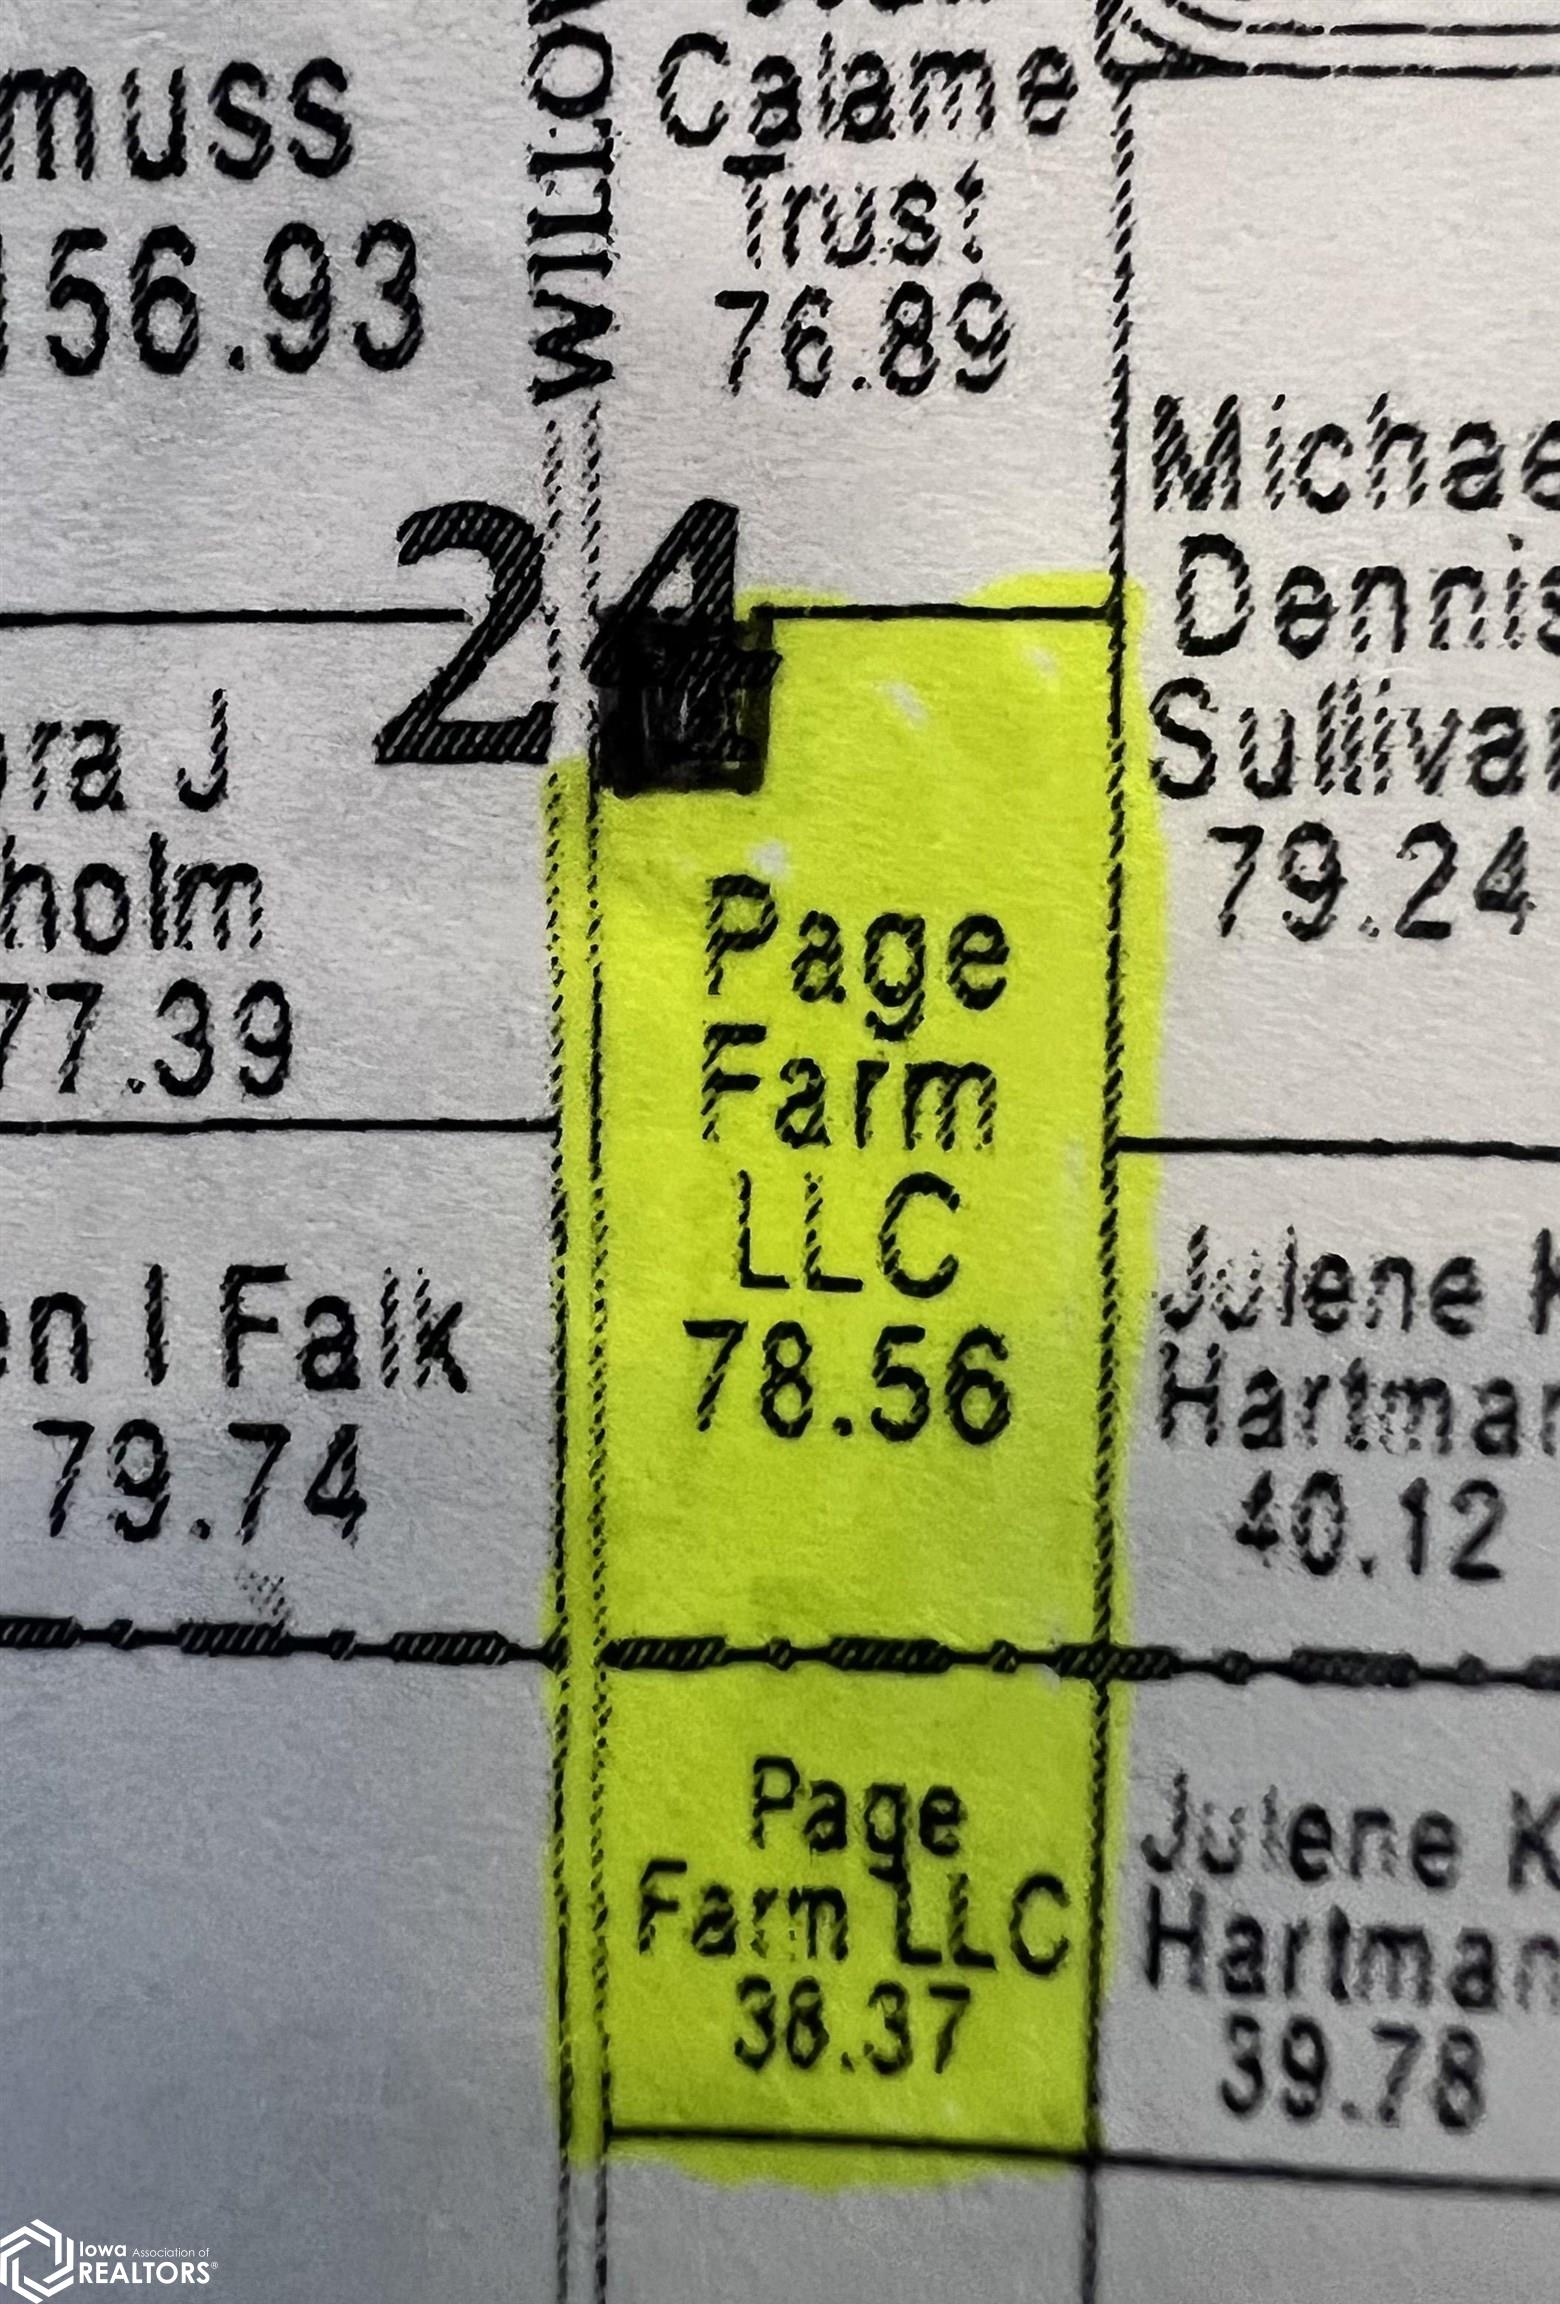 muss
156.93
WILLOW
Calame
Trust
76.89
24
Michae
Dennis
Sullivan
79.24
ra J
holm
77.39
Page
Farm
LLC
78.56
en I Falk
79.74
Julene K
Hartman
40.12
Page
Farm LLC
38.37
Julene K
Hartman
39.78
Iowa Association of
REALTORS®